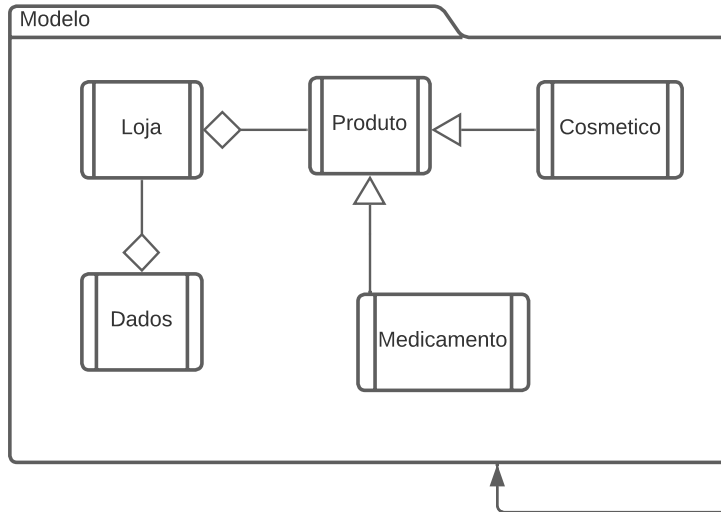 Modelo
Loja
Produto
Cosmetico
Dados
Medicamento